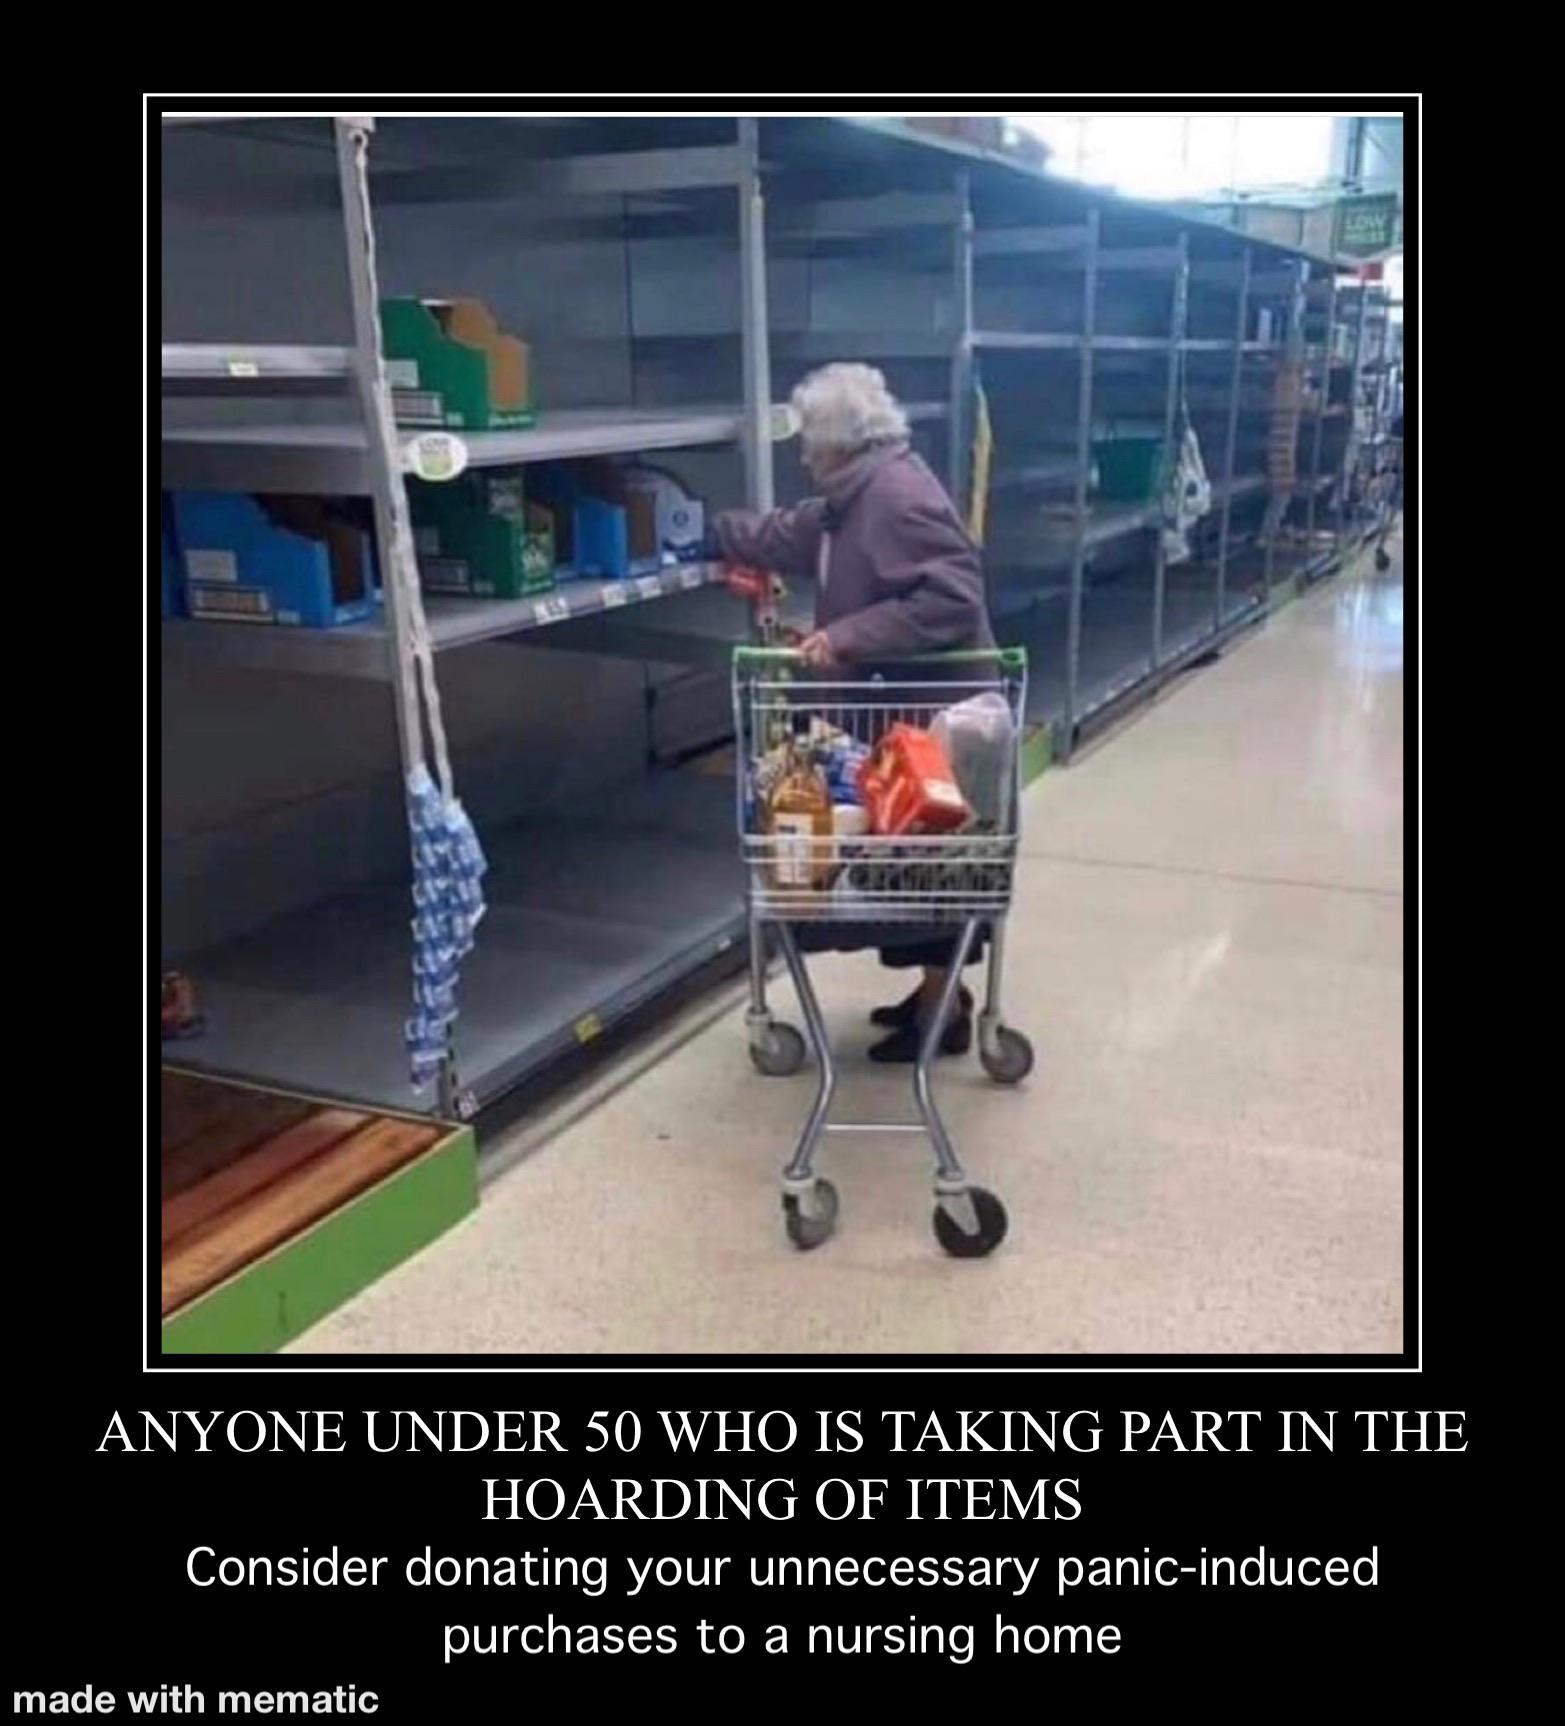 LOW
ANYONE UNDER 50 WHO IS TAKING PART IN THE
HOARDING OF ITEMS
Consider donating your unnecessary panic-induced
purchases to a nursing home
made with mematic